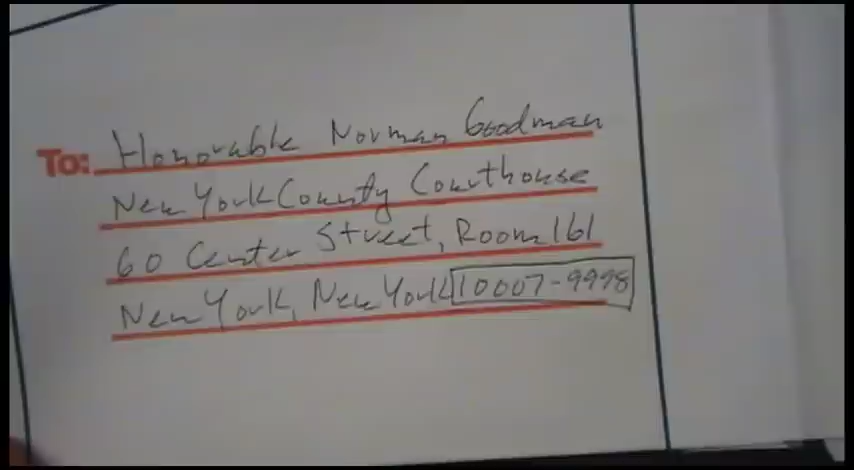 To: Honorable Norman Goodman
New York County Courthouse
60 Center Street, Room 161
New York, New York 10007-9998